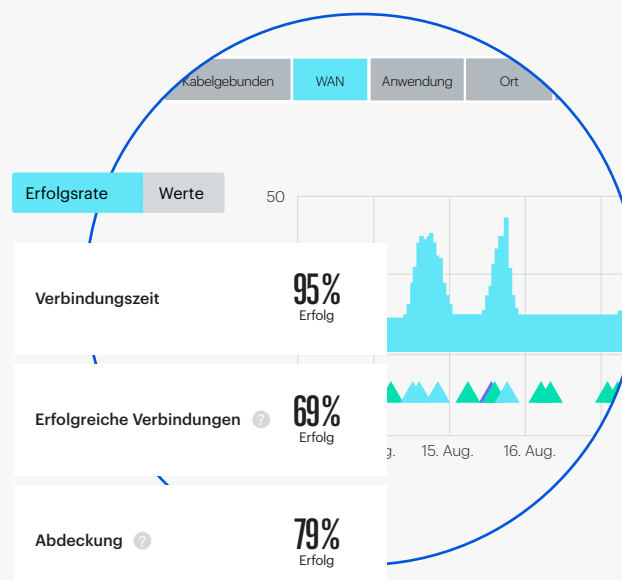 Kabelgebunden WAN Anwendung Ort
Erfolgsrate Werte
50
Verbindungszeit
95%
Erfolg
Erfolgreiche Verbindungen ?
69%
Erfolg
15. Aug. 16. Aug.
Abdeckung ?
79%
Erfolg